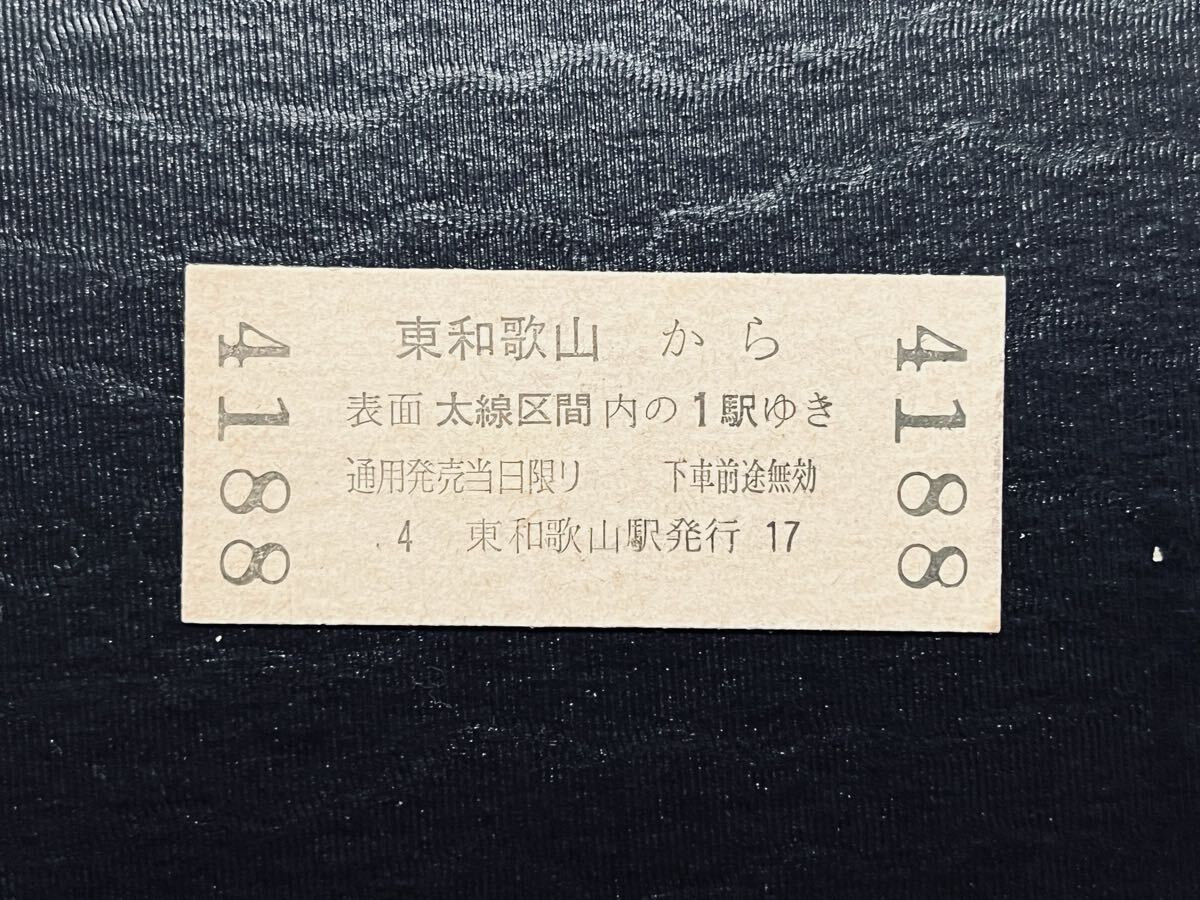 東和歌山 から
表面 太線区間 内の 1駅ゆき
通用発売当日限リ 下車前途無効
4 東和歌山駅発行 17
4188
4188